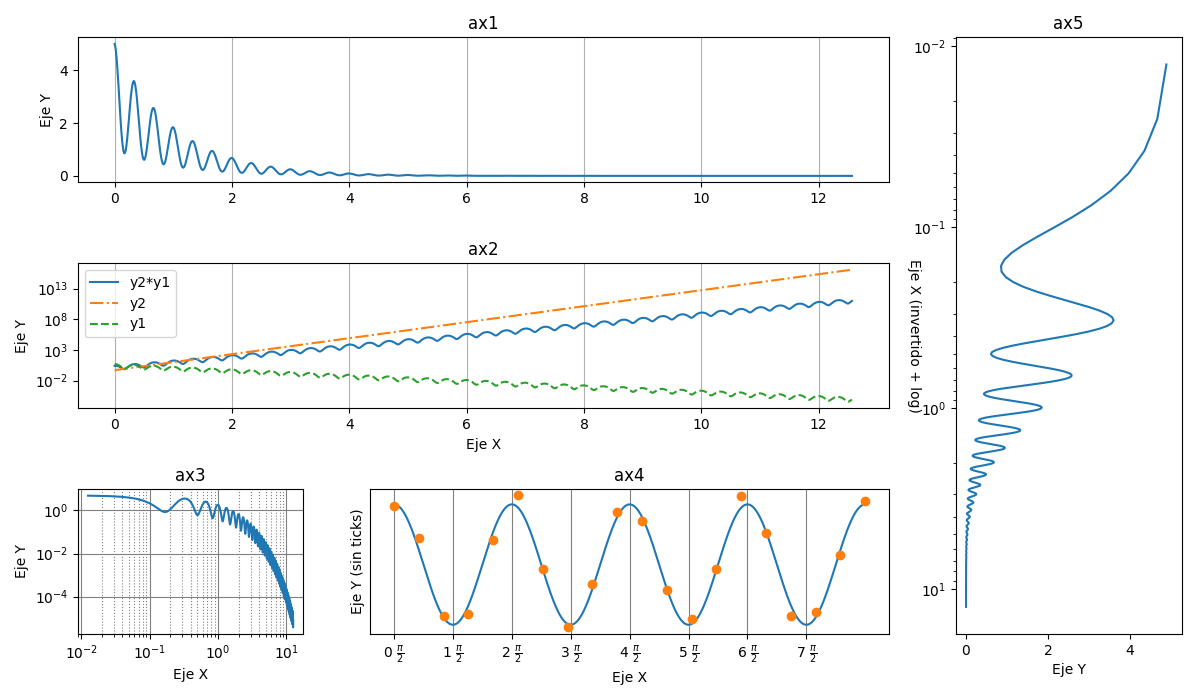 ax1
Eje Y
4
2
0
0 2 4 6 8 10 12
ax2
Eje Y
10^13
10^8
10^3
10^−2
y2*y1
y2
y1
0 2 4 6 8 10 12
Eje X
ax3
Eje Y
10^0
10^−2
10^−4
10^−2 10^−1 10^0 10^1
Eje X
ax4
Eje Y (sin ticks)
0 π/2 1 π/2 2 π/2 3 π/2 4 π/2 5 π/2 6 π/2 7 π/2
Eje X
ax5
10^−2
10^−1
10^0
10^1
Eje X (invertido + log)
0 2 4
Eje Y